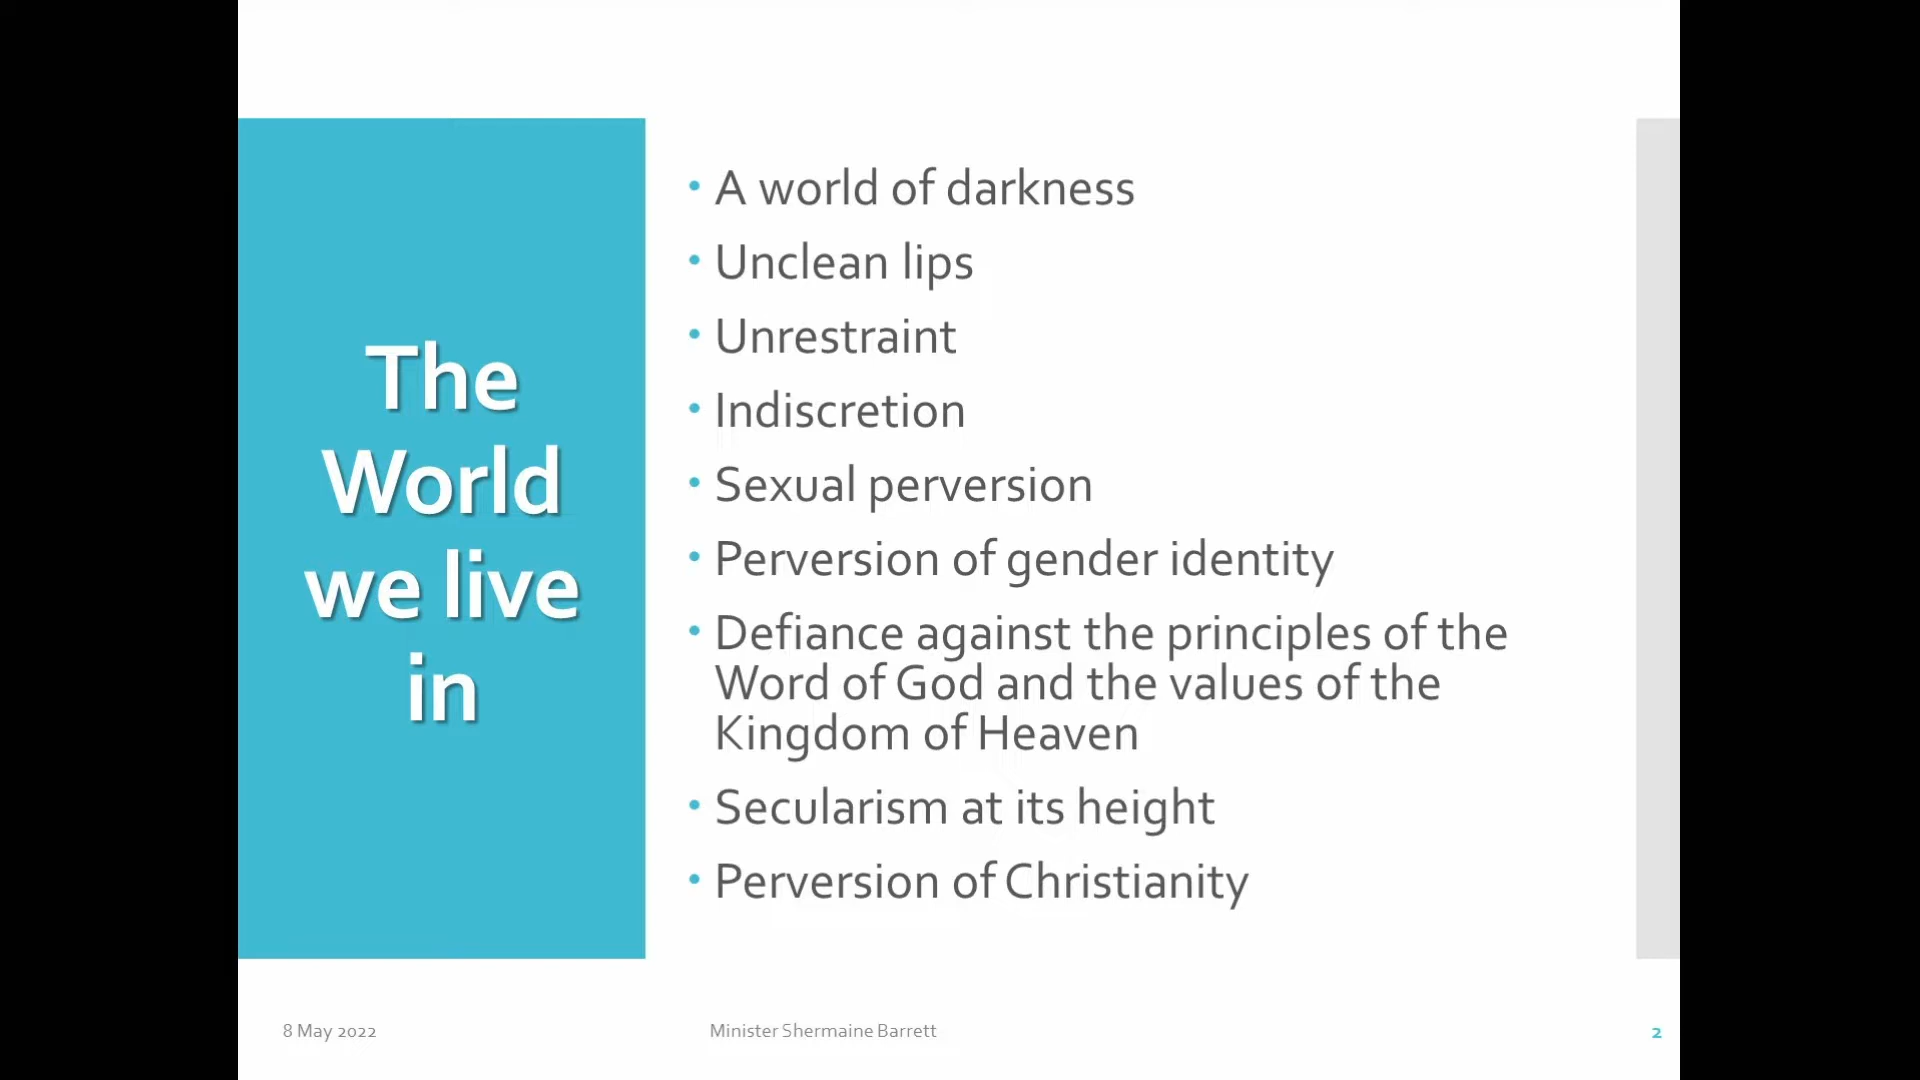 The
World
we live
in
• A world of darkness
• Unclean lips
• Unrestraint
• Indiscretion
• Sexual perversion
• Perversion of gender identity
• Defiance against the principles of the
Word of God and the values of the
Kingdom of Heaven
• Secularism at its height
• Perversion of Christianity
8 May 2022
Minister Shermaine Barrett
2